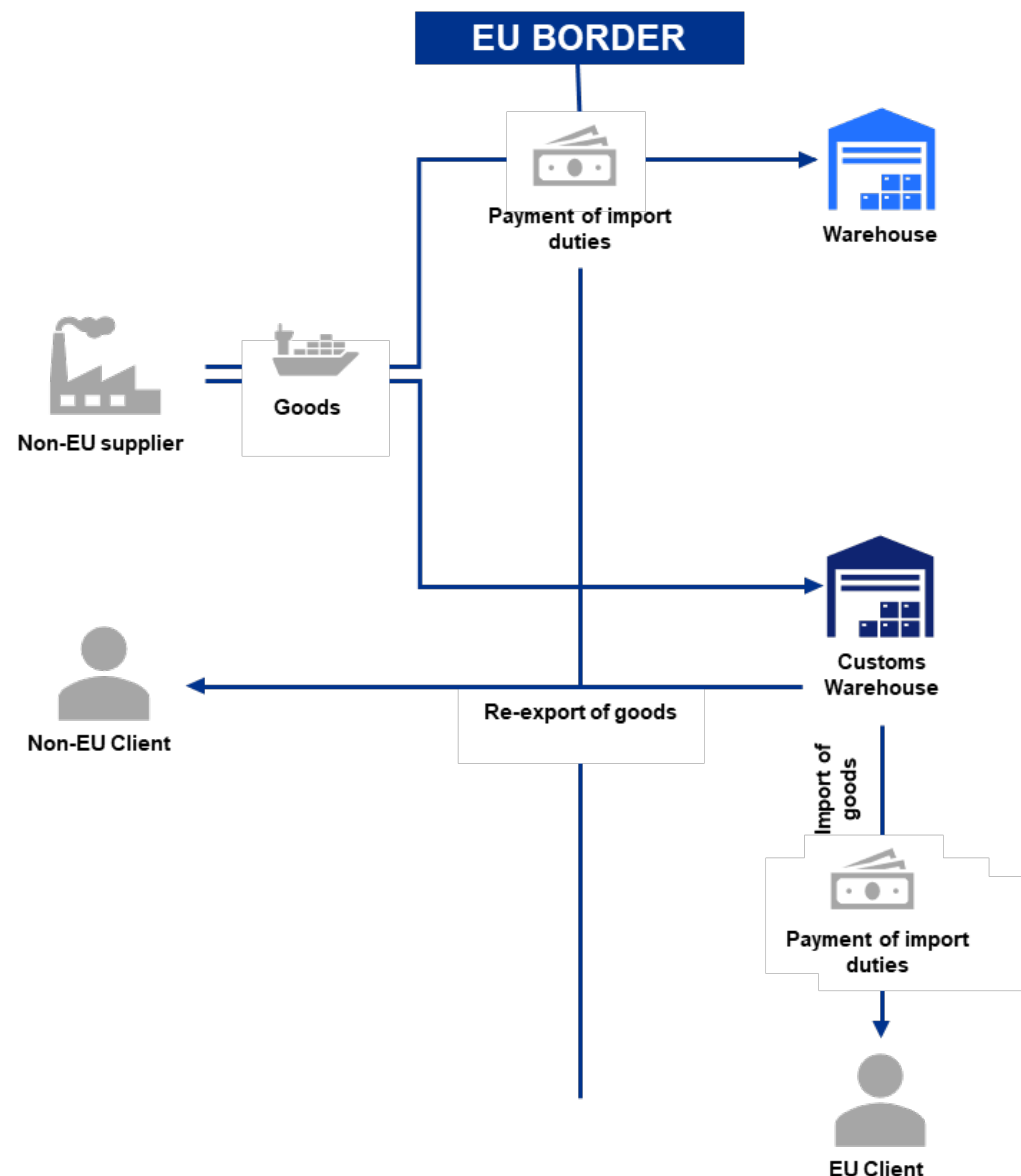 EU BORDER
Payment of import
duties
Warehouse
Goods
Non-EU supplier
Customs
Warehouse
Re-export of goods
Non-EU Client
Import of
goods
Payment of import
duties
EU Client